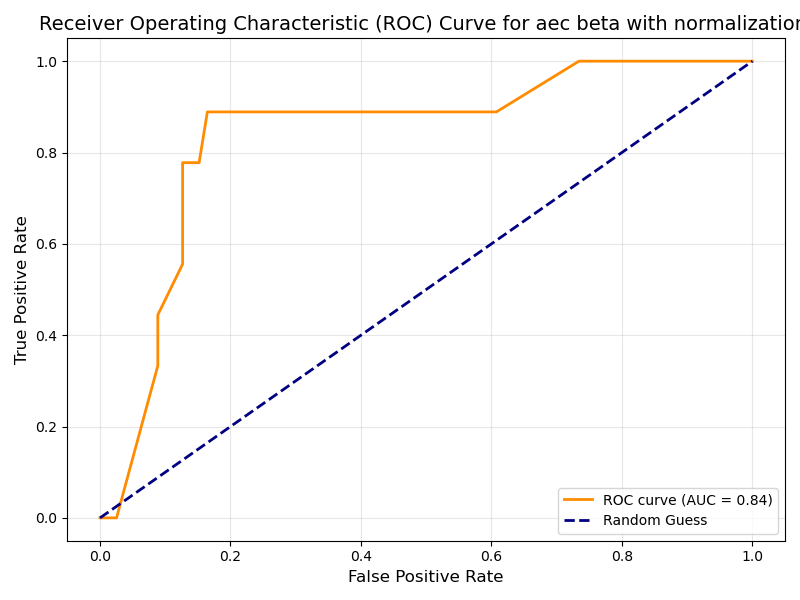 Receiver Operating Characteristic (ROC) Curve for aec beta with normalization
1.0
0.8
0.6
0.4
0.2
0.0
True Positive Rate
0.0 0.2 0.4 0.6 0.8 1.0
False Positive Rate
ROC curve (AUC = 0.84)
Random Guess